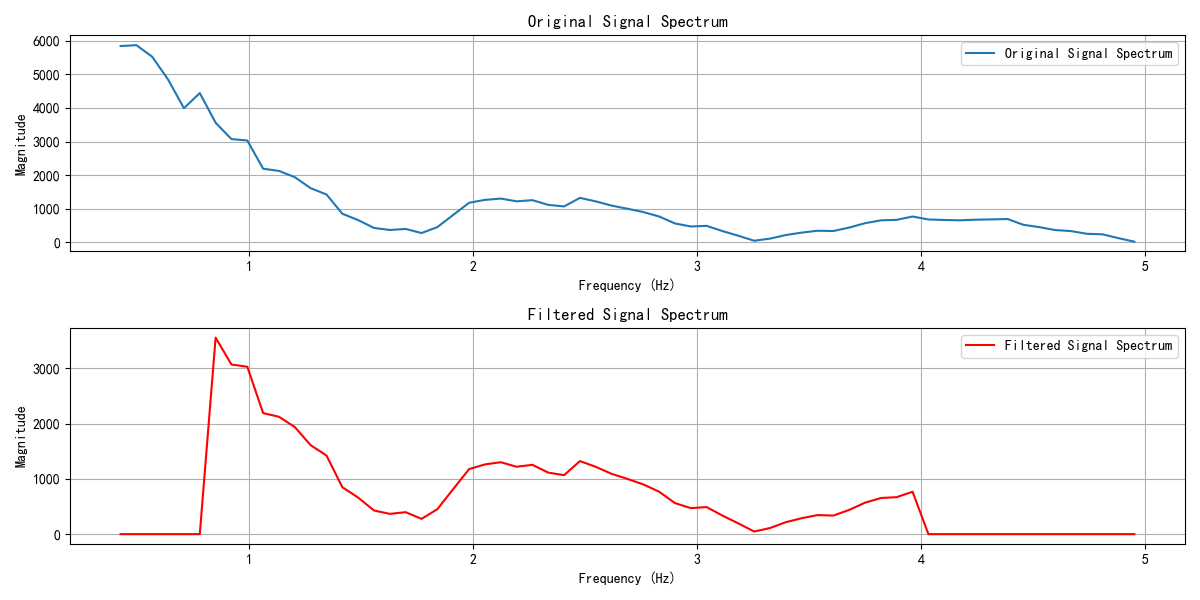 Original Signal Spectrum
6000
5000
4000
3000
2000
1000
0
Magnitude
Original Signal Spectrum
1 2 3 4 5
Frequency (Hz)
Filtered Signal Spectrum
3000
2000
1000
0
Magnitude
Filtered Signal Spectrum
1 2 3 4 5
Frequency (Hz)